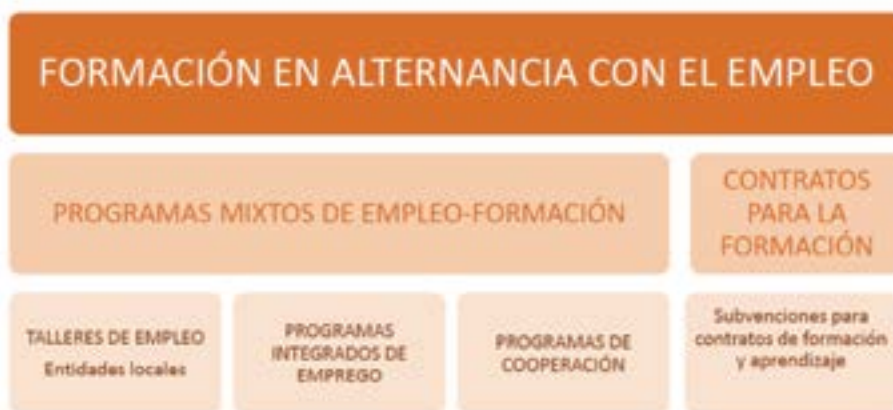 FORMACIÓN EN ALTERNANCIA CON EL EMPLEO
PROGRAMAS MIXTOS DE EMPLEO-FORMACIÓN
CONTRATOS
PARA LA
FORMACIÓN
TALLERES DE EMPLEO
Entidades locales
PROGRAMAS
INTEGRADOS DE
EMPREGO
PROGRAMAS DE
COOPERACIÓN
Subvenciones para
contratos de formación
y aprendizaje